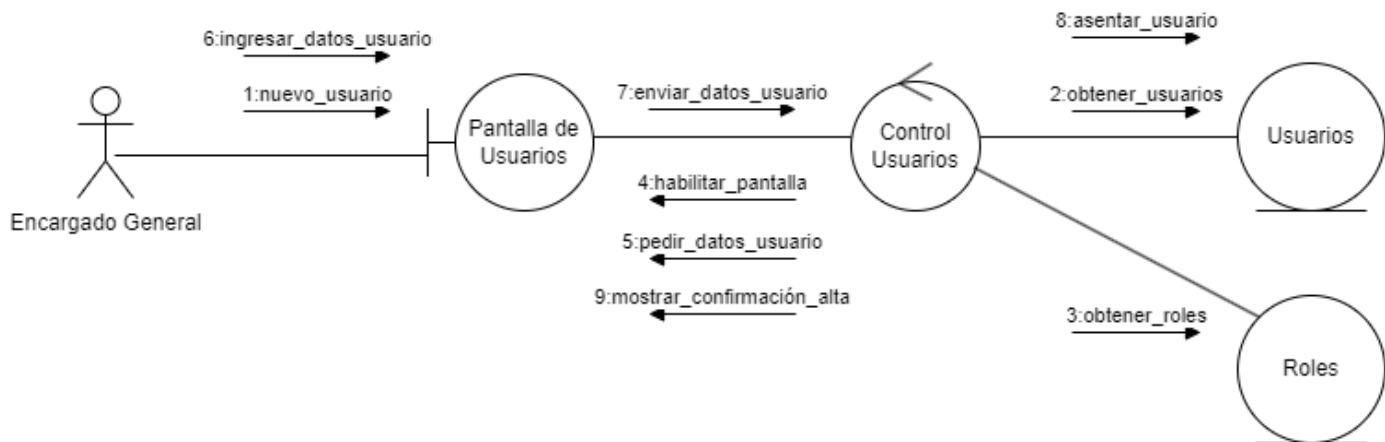 8:asentar_usuario
6:ingresar_datos_usuario
1:nuevo_usuario
7:enviar_datos_usuario
2:obtener_usuarios
Pantalla de
Usuarios
Control
Usuarios
Usuarios
4:habilitar_pantalla
Encargado General
5:pedir_datos_usuario
9:mostrar_confirmación_alta
3:obtener_roles
Roles